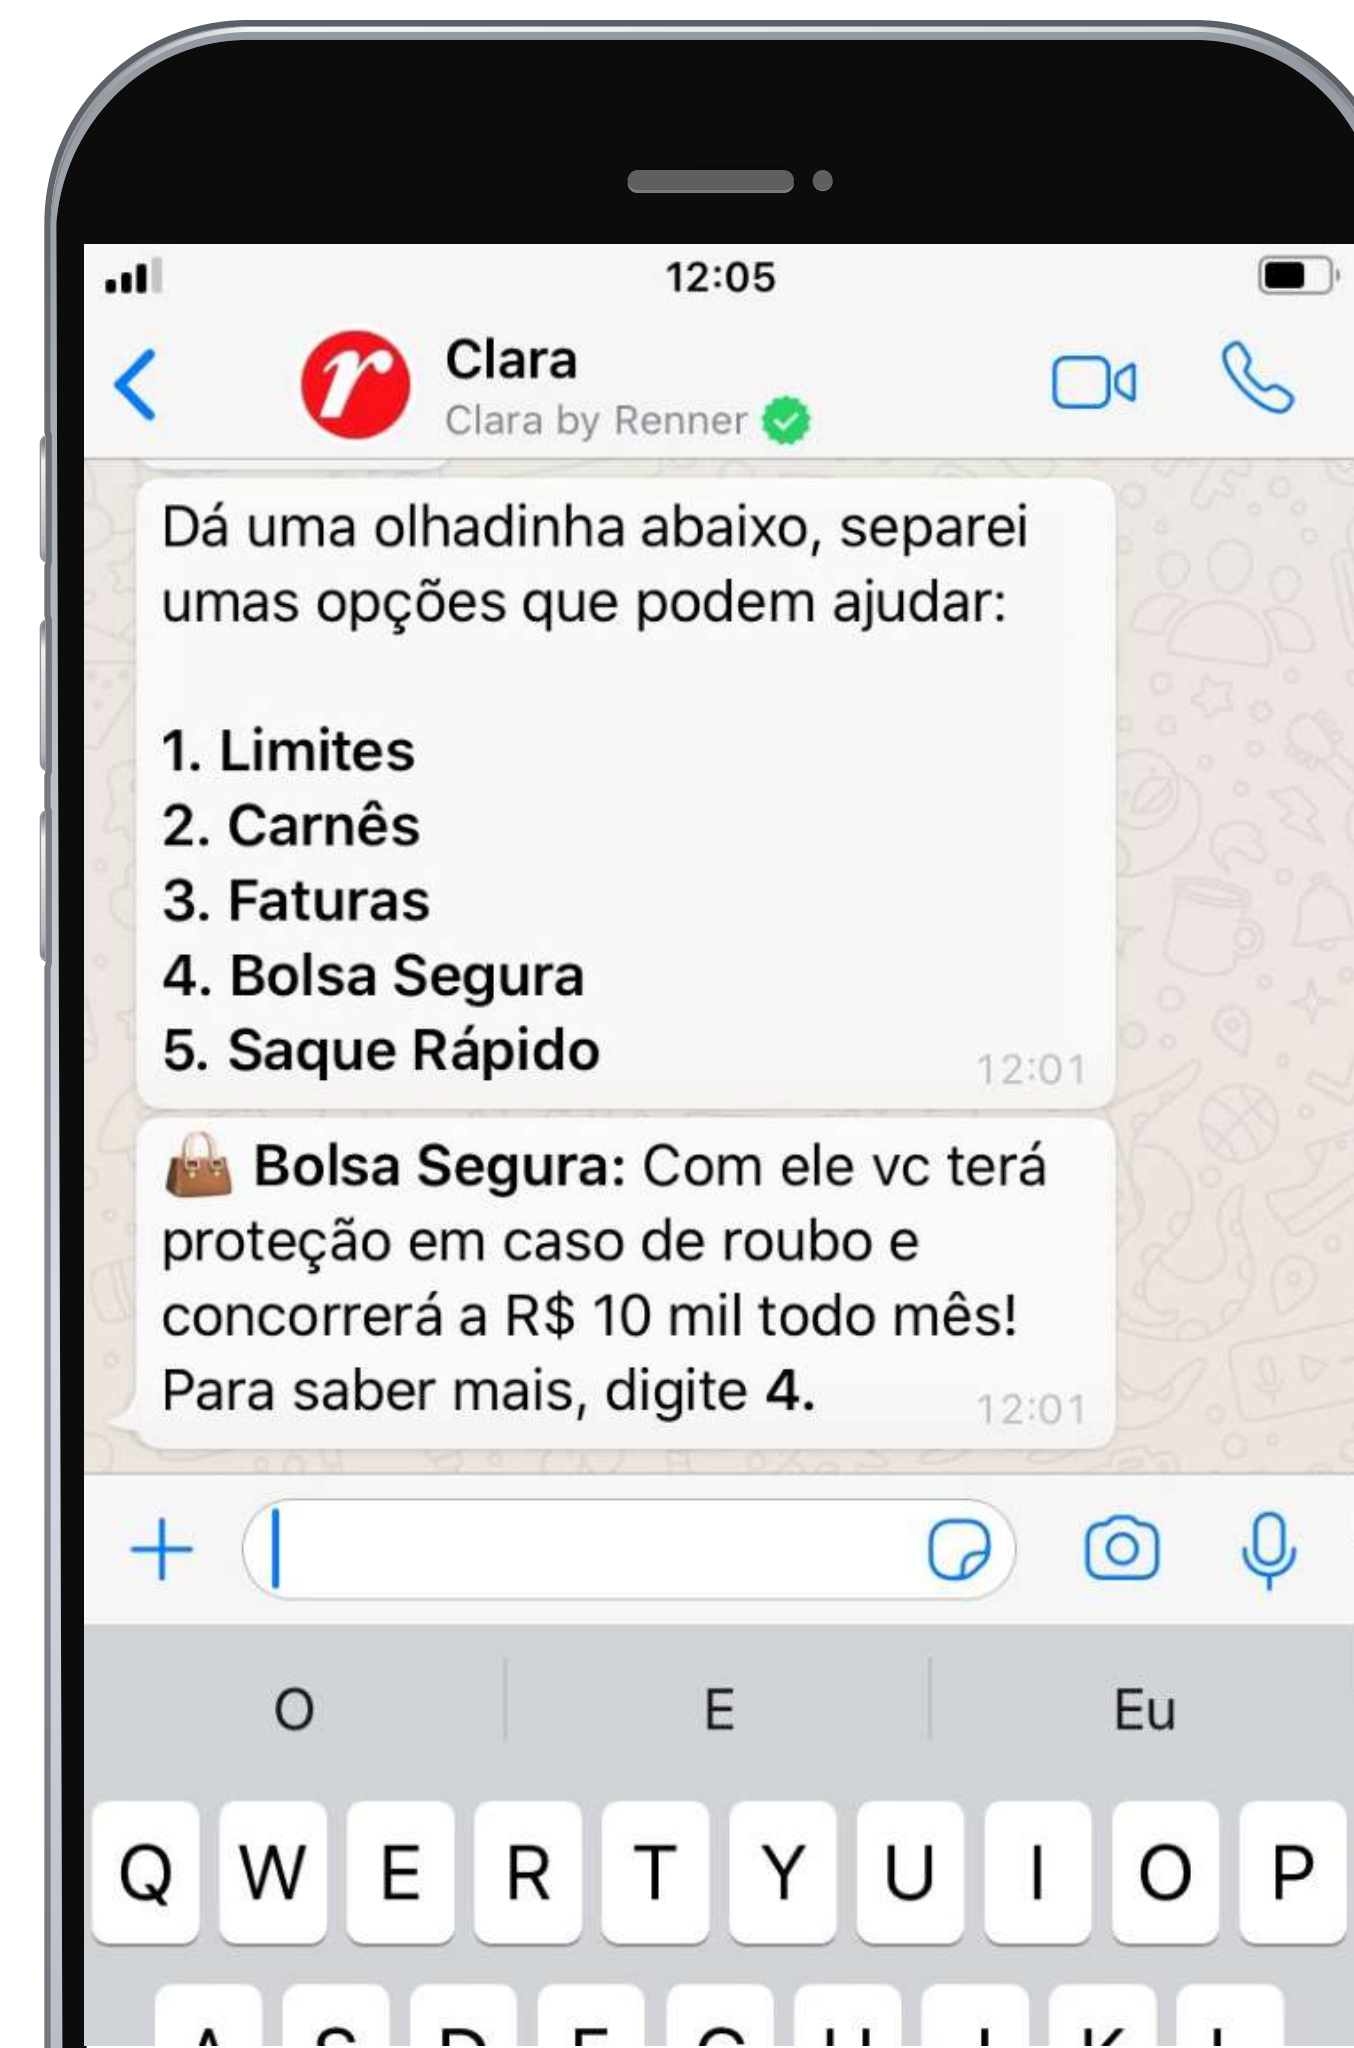 12:05
r
Clara
Clara by Renner
Dá uma olhadinha abaixo, separei
umas opções que podem ajudar:
1. Limites
2. Carnês
3. Faturas
4. Bolsa Segura
5. Saque Rápido
12:01
Bolsa Segura: Com ele vc terá
proteção em caso de roubo e
concorrerá a R$ 10 mil todo mês!
Para saber mais, digite 4.
12:01
O E Eu
Q W E R T Y U I O P
A S D F G H J K L